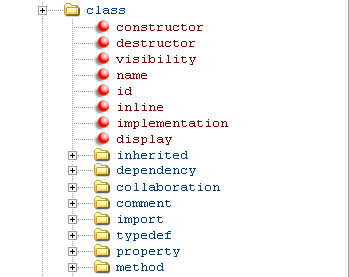 class
constructor
destructor
visibility
name
id
inline
implementation
display
inherited
dependency
collaboration
comment
import
typedef
property
method